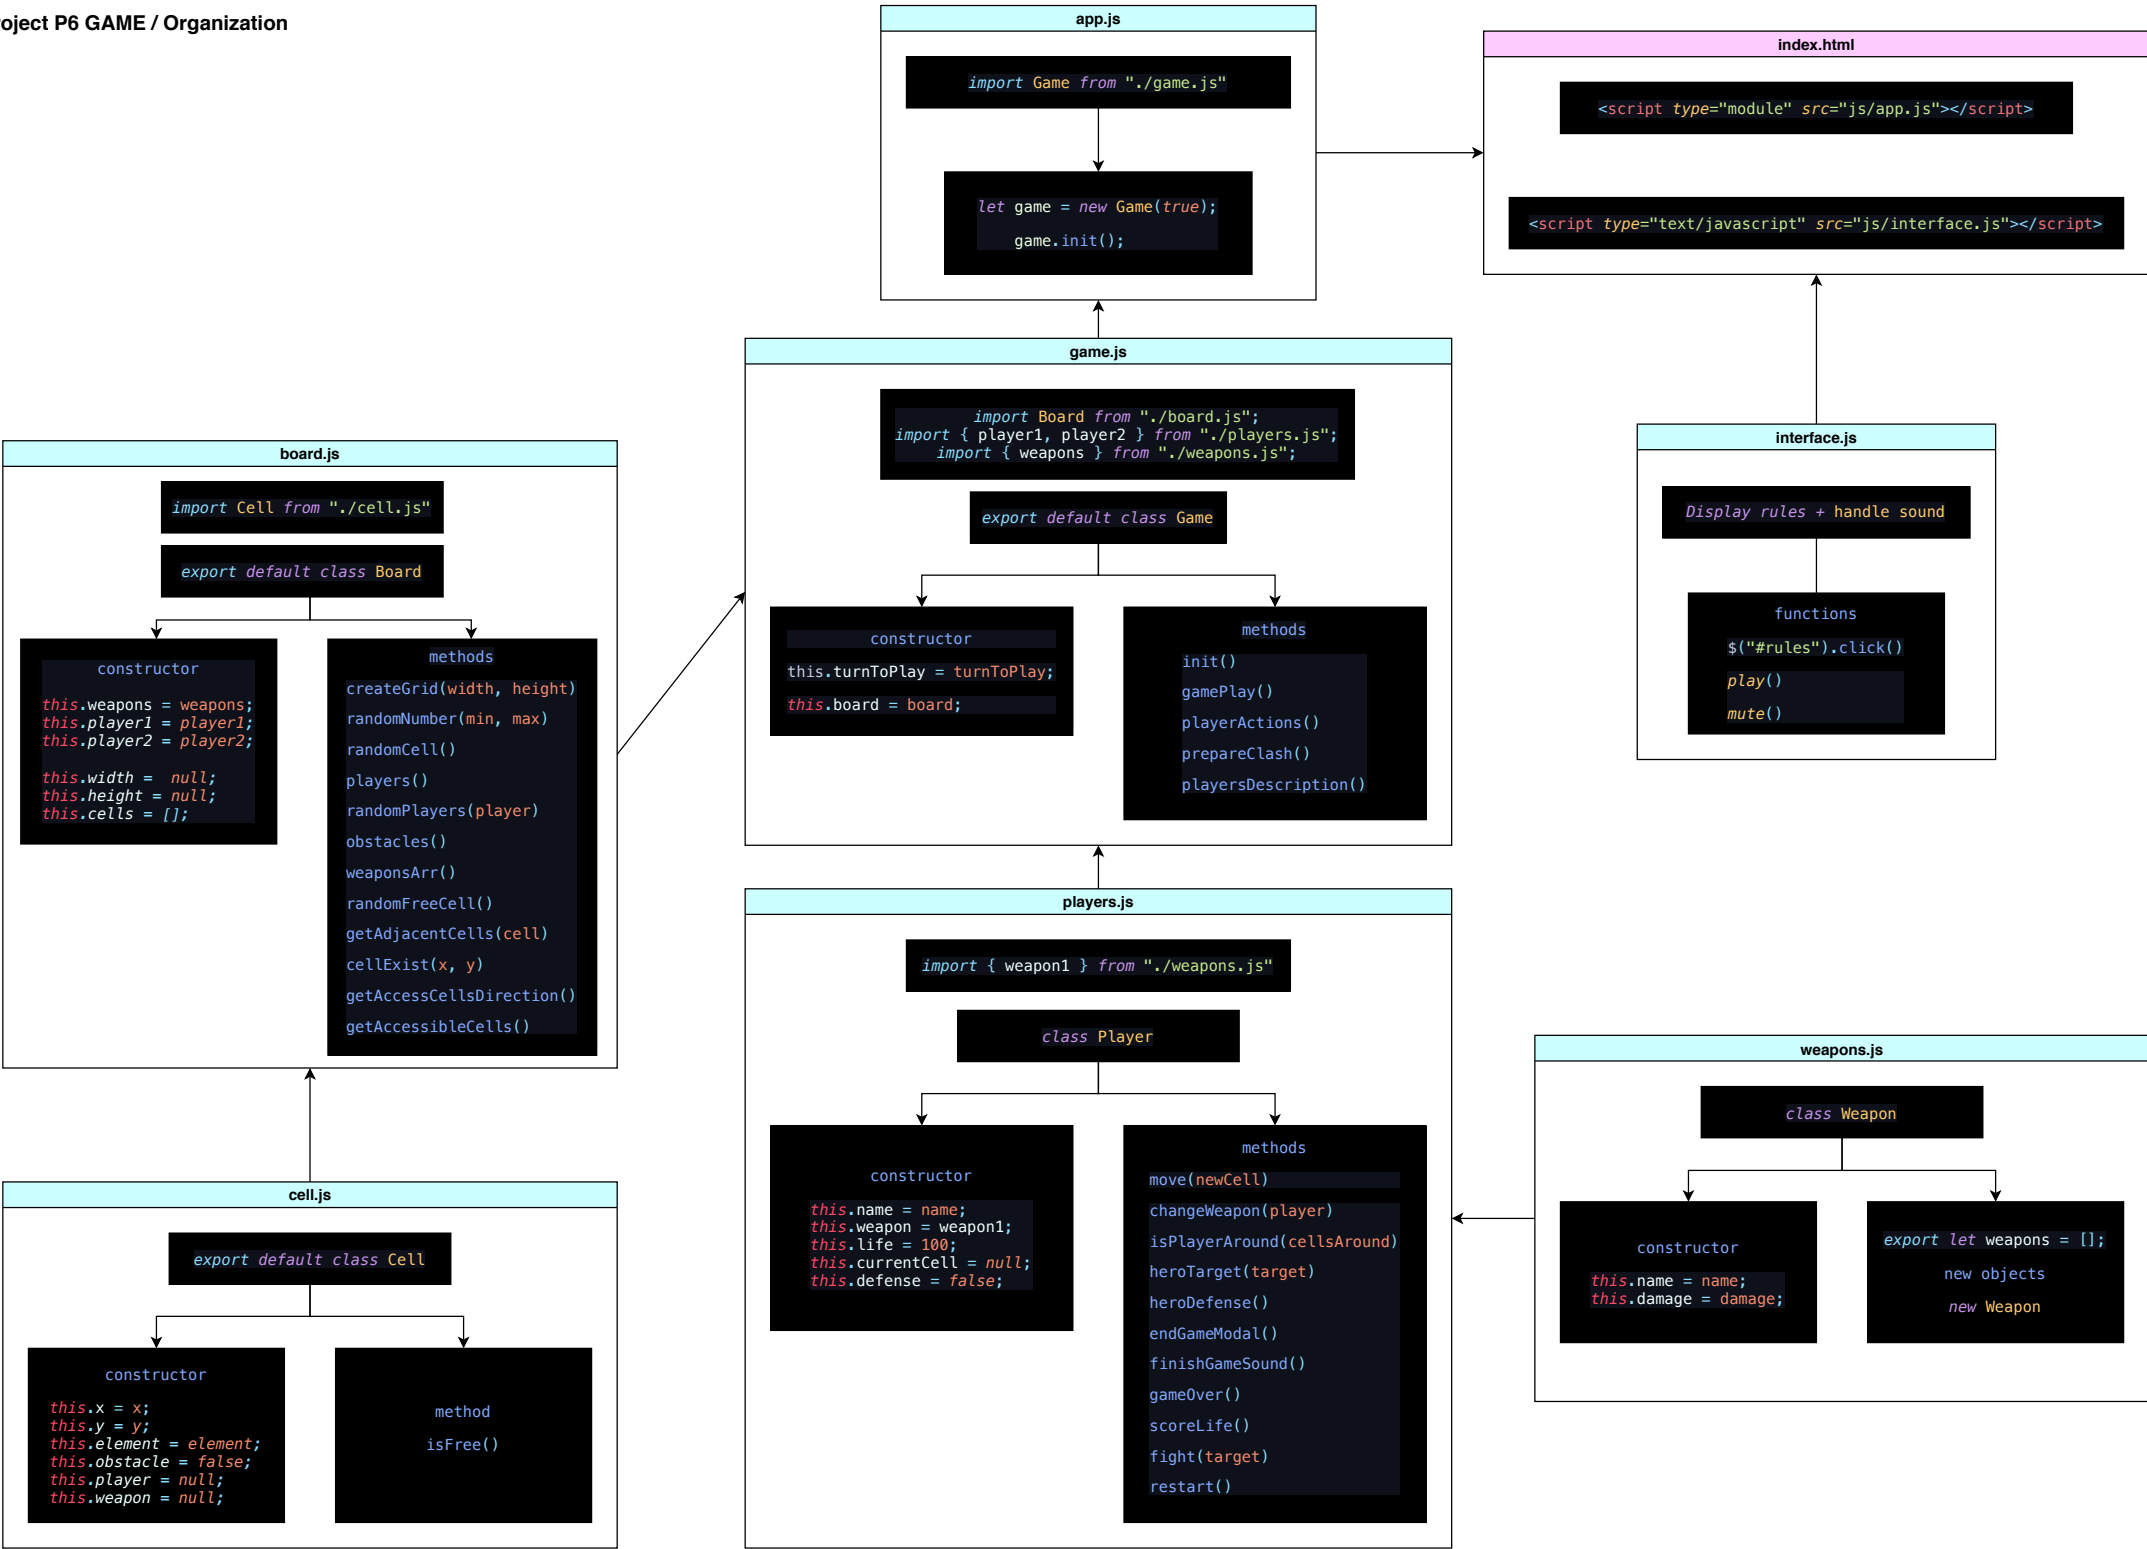 oject P6 GAME / Organization
app.js
import Game from "./game.js"
let game = new Game(true);
game.init();
index.html
<script type="module" src="js/app.js"></script>
<script type="text/javascript" src="js/interface.js"></script>
game.js
import Board from "./board.js";
import { player1, player2 } from "./players.js";
import { weapons } from "./weapons.js";
export default class Game
constructor
this.turnToPlay = turnToPlay;
this.board = board;
methods
init()
gamePlay()
playerActions()
prepareClash()
playersDescription()
interface.js
Display rules + handle sound
functions
$("#rules").click()
play()
mute()
board.js
import Cell from "./cell.js"
export default class Board
constructor
this.weapons = weapons;
this.player1 = player1;
this.player2 = player2;
this.width =  null;
this.height = null;
this.cells = [];
methods
createGrid(width, height)
randomNumber(min, max)
randomCell()
players()
randomPlayers(player)
obstacles()
weaponsArr()
randomFreeCell()
getAdjacentCells(cell)
cellExist(x, y)
getAccessCellsDirection()
getAccessibleCells()
players.js
import { weapon1 } from "./weapons.js"
class Player
constructor
this.name = name;
this.weapon = weapon1;
this.life = 100;
this.currentCell = null;
this.defense = false;
methods
move(newCell)
changeWeapon(player)
isPlayerAround(cellsAround)
heroTarget(target)
heroDefense()
endGameModal()
finishGameSound()
gameOver()
scoreLife()
fight(target)
restart()
weapons.js
class Weapon
constructor
this.name = name;
this.damage = damage;
export let weapons = [];
new objects
new Weapon
cell.js
export default class Cell
constructor
this.x = x;
this.y = y;
this.element = element;
this.obstacle = false;
this.player = null;
this.weapon = null;
method
isFree()